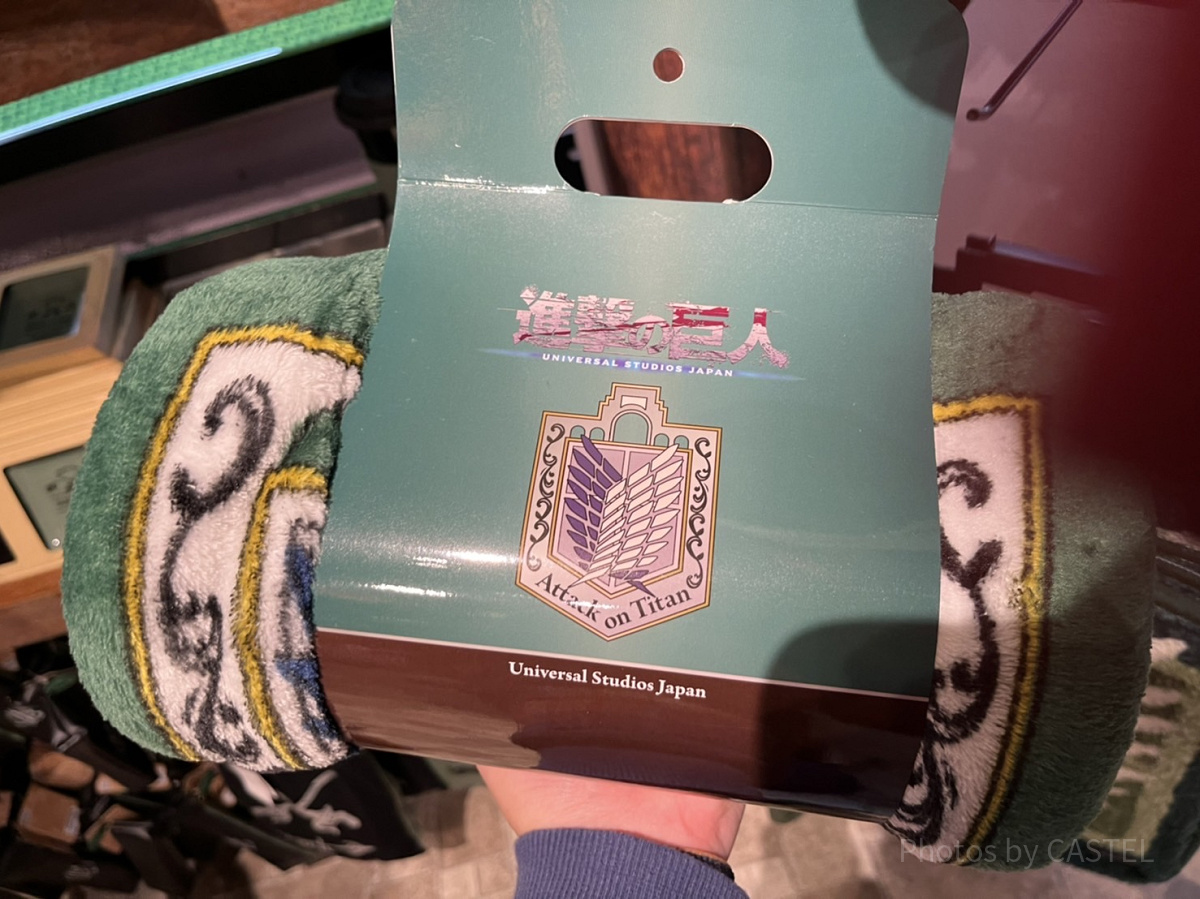 進撃の巨人
UNIVERSAL STUDIOS JAPAN
Attack on Titan
Universal Studios Japan
Photos by CASTEL